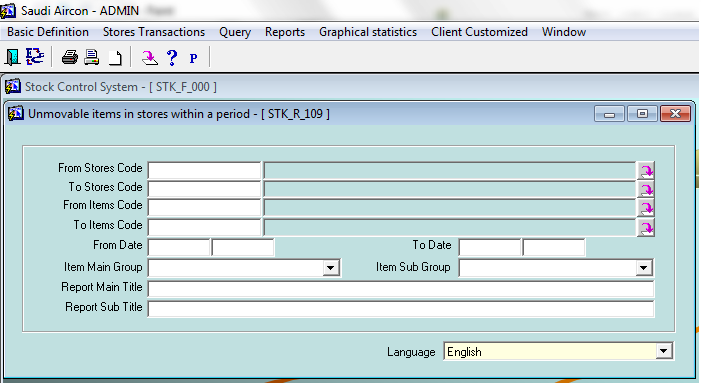 Saudi Aircon - ADMIN
Basic Definition Stores Transactions Query Reports Graphical statistics Client Customized Window
? P
Stock Control System - [ STK_F_000 ]
Unmovable items in stores within a period - [ STK_R_109 ]
From Stores Code
To Stores Code
From Items Code
To Items Code
From Date To Date
Item Main Group Item Sub Group
Report Main Title
Report Sub Title
Language English